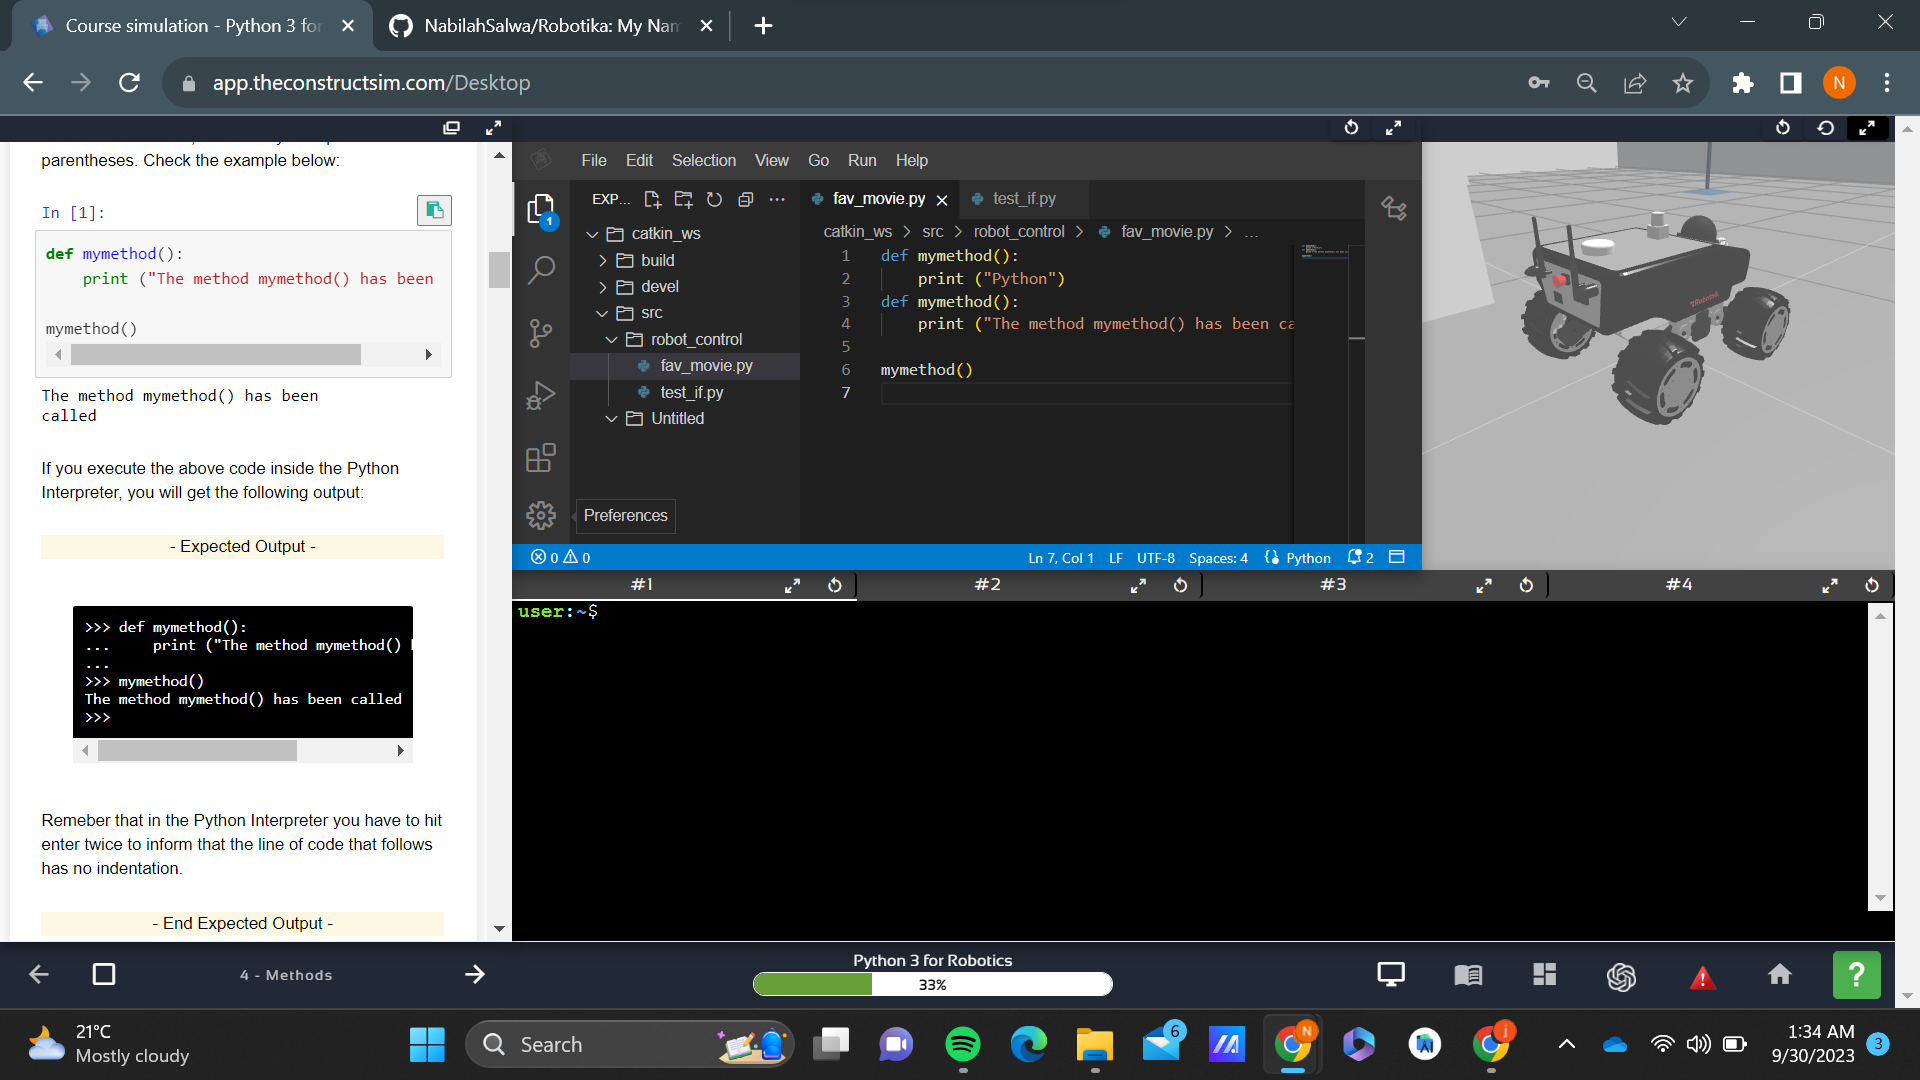 Course simulation - Python 3 for
NabilahSalwa/Robotika: My Nam
app.theconstructsim.com/Desktop
N
parentheses. Check the example below:
In [1]:
def mymethod():
print ("The method mymethod() has been
mymethod()
The method mymethod() has been
called
If you execute the above code inside the Python
Interpreter, you will get the following output:
- Expected Output -
>>> def mymethod():
... print ("The method mymethod()
...
>>> mymethod()
The method mymethod() has been called
>>>
Remeber that in the Python Interpreter you have to hit
enter twice to inform that the line of code that follows
has no indentation.
- End Expected Output -
File Edit Selection View Go Run Help
1
EXP...
catkin_ws
build
devel
src
robot_control
fav_movie.py
test_if.py
Untitled
Preferences
fav_movie.py
test_if.py
catkin_ws > src > robot_control > fav_movie.py > ...
1 def mymethod():
2 print ("Python")
3 def mymethod():
4 print ("The method mymethod() has been ca
5
6 mymethod()
7
0 0
Ln 7, Col 1 LF UTF-8 Spaces: 4 Python 2
#1 #2 #3 #4
user:~$
4 - Methods
Python 3 for Robotics
33%
?
21°C
Mostly cloudy
Search
6
N
j
1:34 AM
9/30/2023
3